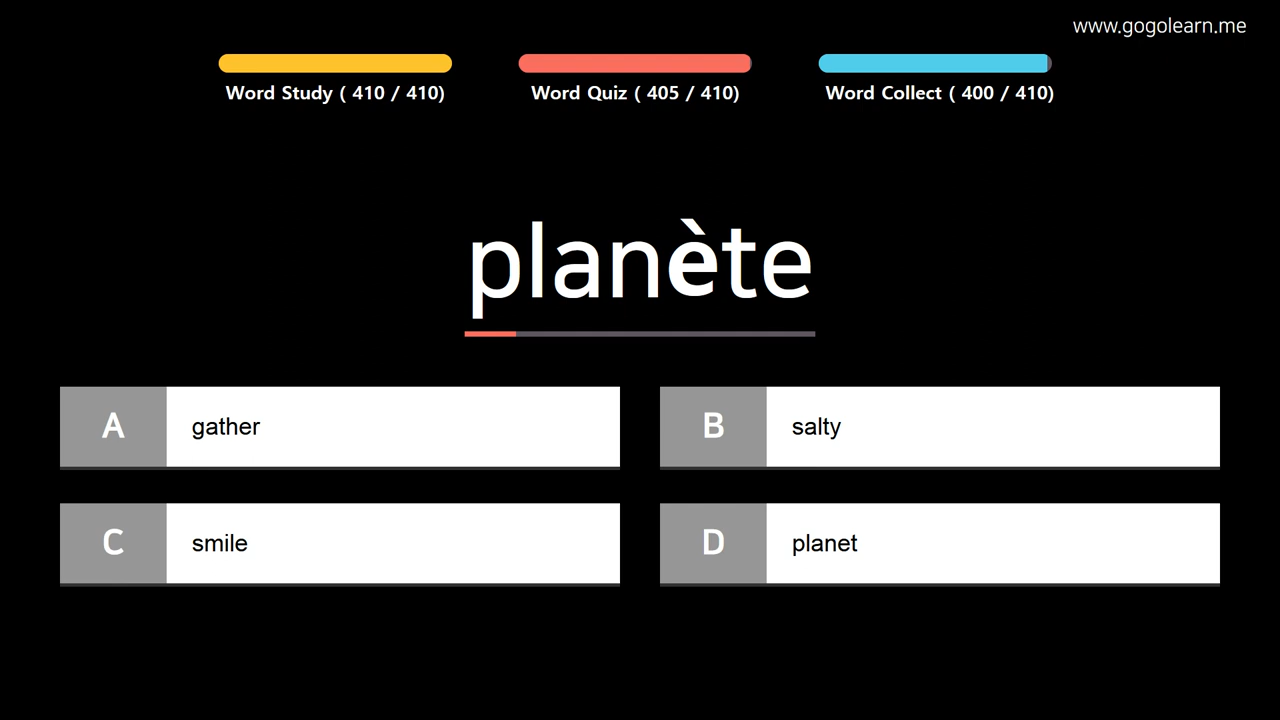 www.gogolearn.me
Word Study ( 410 / 410)
Word Quiz ( 405 / 410)
Word Collect ( 400 / 410)
planète
A gather
B salty
C smile
D planet